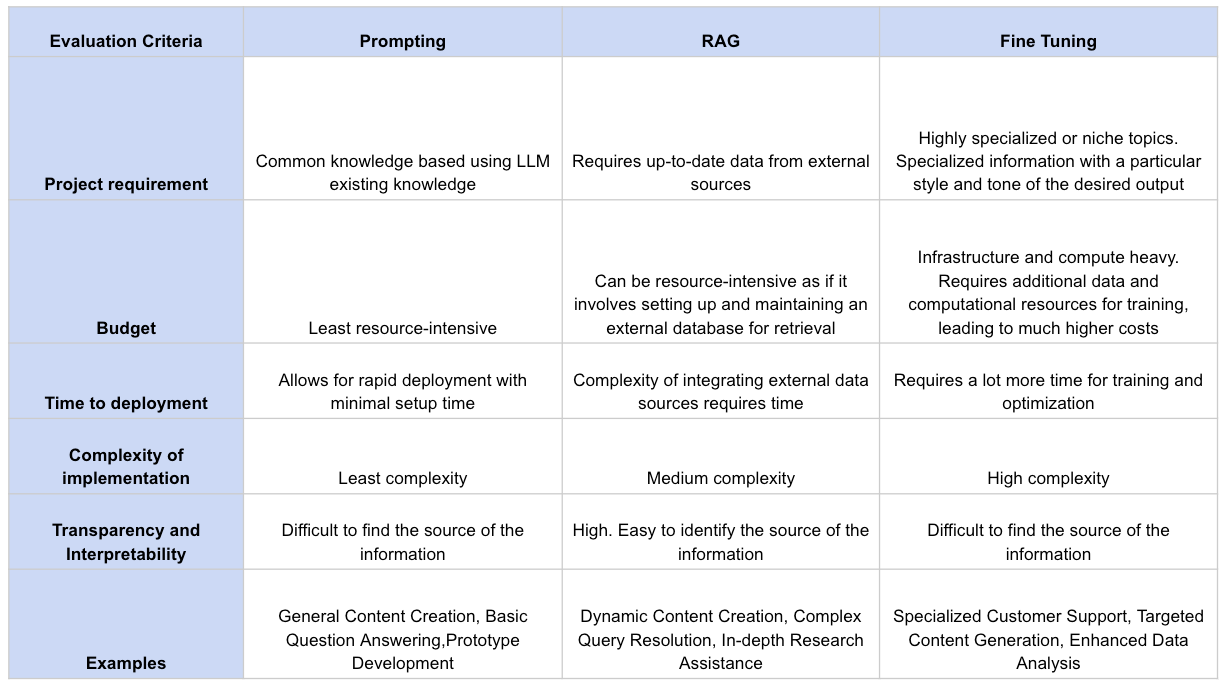 Evaluation Criteria
Prompting
RAG
Fine Tuning
Project requirement
Common knowledge based using LLM
existing knowledge
Requires up-to-date data from external
sources
Highly specialized or niche topics.
Specialized information with a particular
style and tone of the desired output
Budget
Least resource-intensive
Can be resource-intensive as if it
involves setting up and maintaining an
external database for retrieval
Infrastructure and compute heavy.
Requires additional data and
computational resources for training,
leading to much higher costs
Time to deployment
Allows for rapid deployment with
minimal setup time
Complexity of integrating external data
sources requires time
Requires a lot more time for training and
optimization
Complexity of
implementation
Least complexity
Medium complexity
High complexity
Transparency and
Interpretability
Difficult to find the source of the
information
High. Easy to identify the source of the
information
Difficult to find the source of the
information
Examples
General Content Creation, Basic
Question Answering,Prototype
Development
Dynamic Content Creation, Complex
Query Resolution, In-depth Research
Assistance
Specialized Customer Support, Targeted
Content Generation, Enhanced Data
Analysis